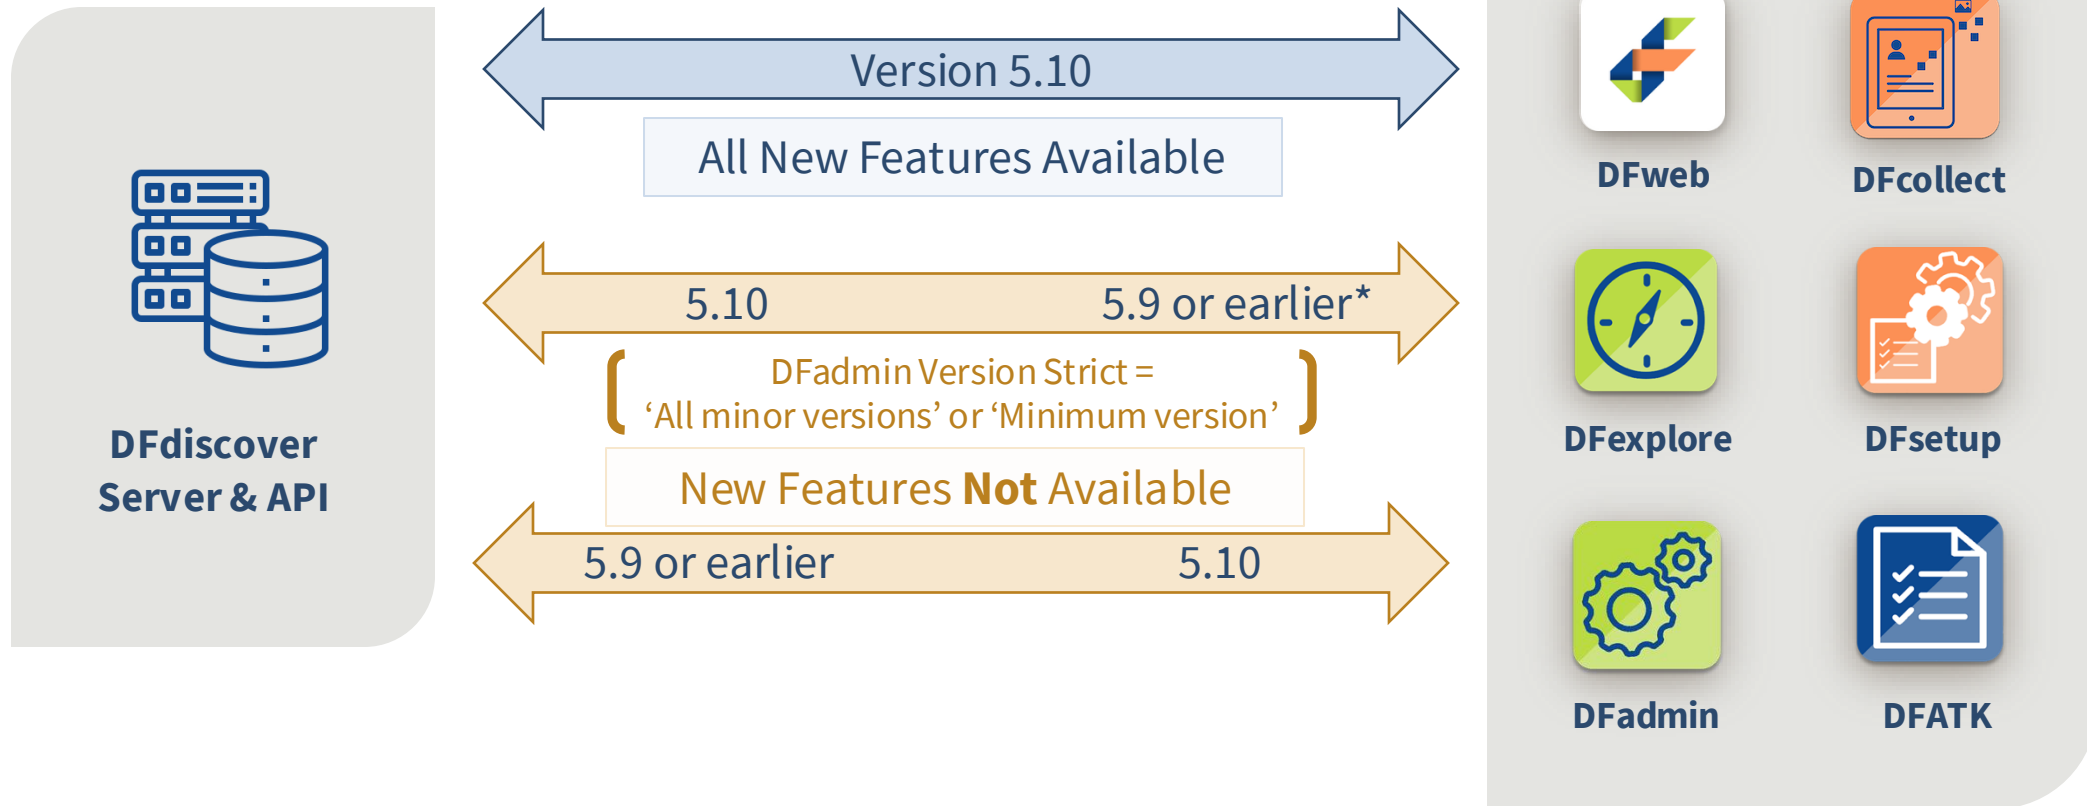 DFdiscover
Server & API
Version 5.10
All New Features Available
5.10 5.9 or earlier*
DFadmin Version Strict =
‘All minor versions’ or ‘Minimum version’
New Features Not Available
5.9 or earlier 5.10
DFweb DFcollect
DFexplore DFsetup
DFadmin DFATK